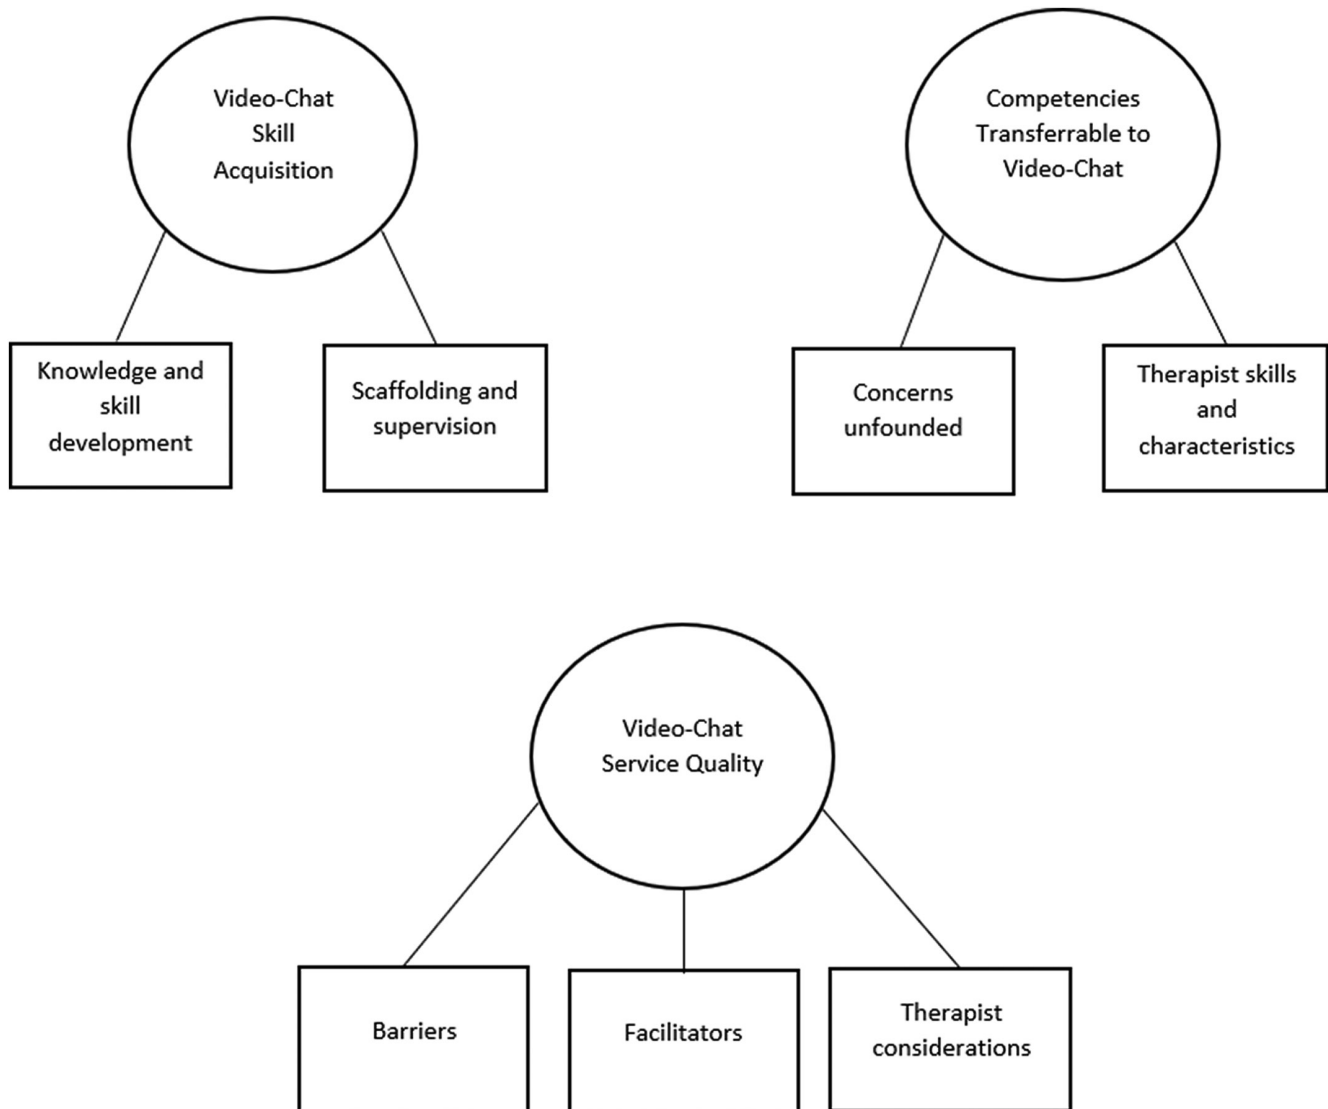 Video-Chat
Skill
Acquisition
Competencies
Transferrable to
Video-Chat
Knowledge and
skill
development
Scaffolding and
supervision
Concerns
unfounded
Therapist skills
and
characteristics
Video-Chat
Service Quality
Barriers
Facilitators
Therapist
considerations